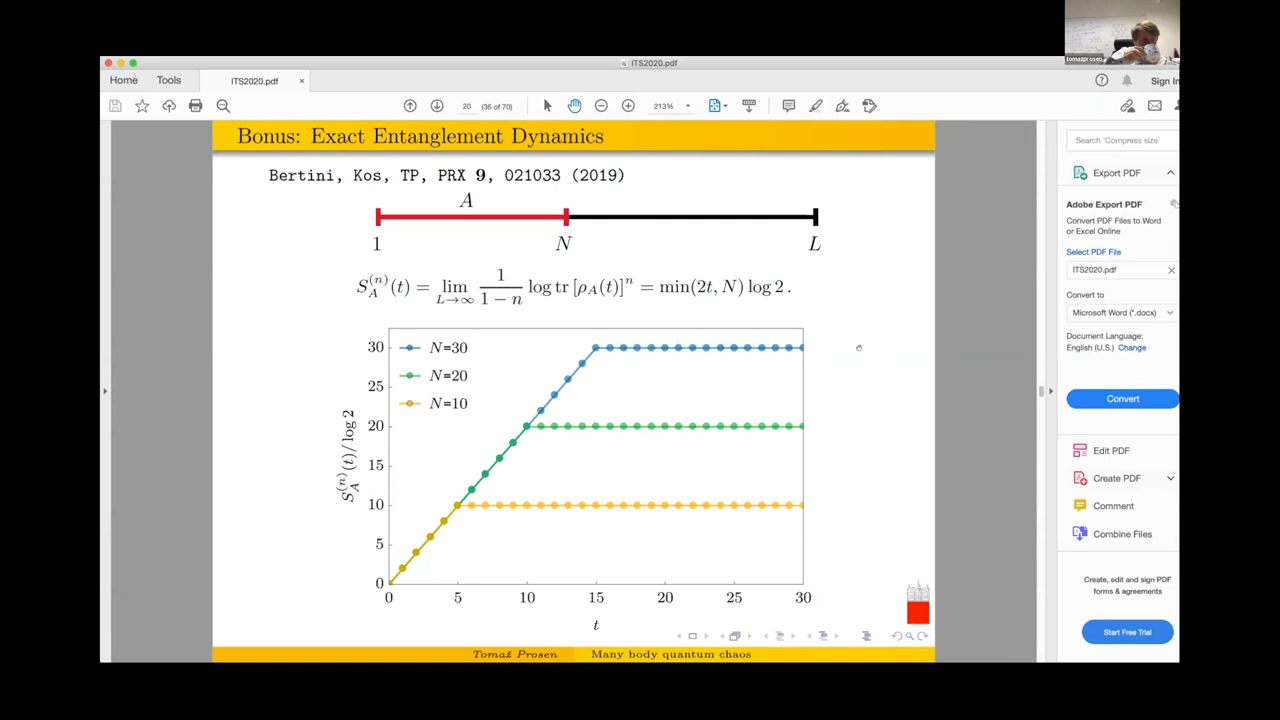 tomazprosen
ITS2020.pdf
Home Tools ITS2020.pdf × Sign In
20 (36 of 70) 213%
Bonus: Exact Entanglement Dynamics
Bertini, Kos, TP, PRX 9, 021033 (2019)
A
1 N L
S_A^{(n)}(t) = lim_{L→∞} \frac{1}{1 − n} log tr [ρ_A(t)]^n = min(2t, N) log 2 .
N=30
N=20
N=10
S_A^{(n)}(t)/ log 2
30
25
20
15
10
5
0
0 5 10 15 20 25 30
t
Tomaž Prosen Many body quantum chaos
Search 'Compress size'
Export PDF
Adobe Export PDF
Convert PDF Files to Word
or Excel Online
Select PDF File
ITS2020.pdf ×
Convert to
Microsoft Word (*.docx)
Document Language:
English (U.S.) Change
Convert
Edit PDF
Create PDF
Comment
Combine Files
Create, edit and sign PDF
forms & agreements
Start Free Trial